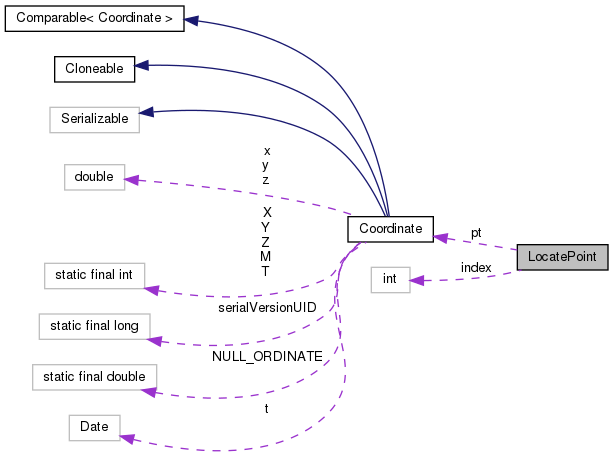 Comparable< Coordinate >
Cloneable
Serializable
x
y
z
double
X
Y
Z
M
T
Coordinate
pt
LocatePoint
index
int
static final int
serialVersionUID
static final long
NULL_ORDINATE
static final double
t
Date